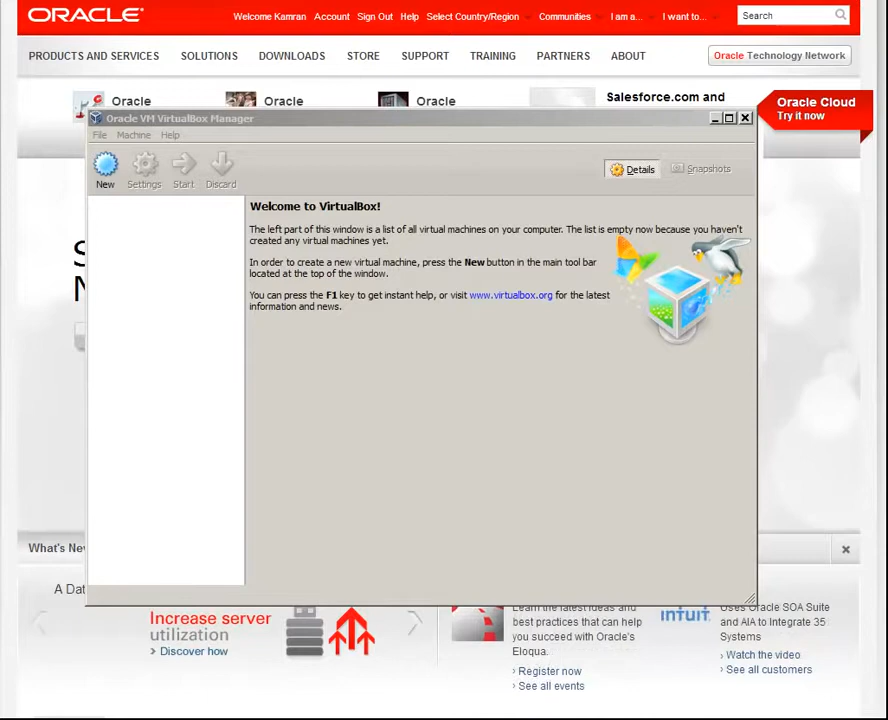 ORACLE
Welcome Kamran Account Sign Out Help Select Country/Region Communities I am a... I want to... Search
PRODUCTS AND SERVICES SOLUTIONS DOWNLOADS STORE SUPPORT TRAINING PARTNERS ABOUT Oracle Technology Network
Oracle Oracle Oracle Salesforce.com and
Oracle Cloud
Try it now
Oracle VM VirtualBox Manager
File Machine Help
New Settings Start Discard Details Snapshots
Welcome to VirtualBox!
The left part of this window is a list of all virtual machines on your computer. The list is empty now because you haven't
created any virtual machines yet.
In order to create a new virtual machine, press the New button in the main tool bar
located at the top of the window.
You can press the F1 key to get instant help, or visit www.virtualbox.org for the latest
information and news.
S
N
What's Ne
A Dat
Increase server
utilization
› Discover how
Learn the latest ideas and
best practices that can
help you succeed with Oracle's
Eloqua.
› Register now
› See all events
intuit
Uses Oracle SOA Suite
and AIA to Integrate 35
Systems
› Watch the video
› See all customers